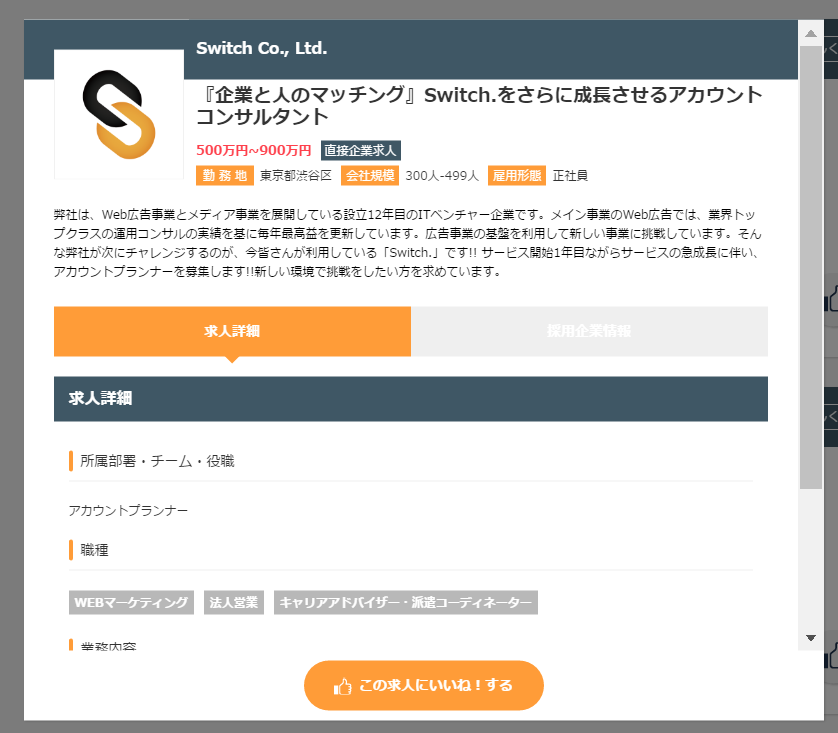 Switch Co., Ltd.
『企業と人のマッチング』Switch.をさらに成長させるアカウント
コンサルタント
500万円~900万円 直接企業求人
勤 務 地 東京都渋谷区 会社規模 300人-499人 雇用形態 正社員
弊社は、Web広告事業とメディア事業を展開している設立12年目のITベンチャー企業です。メイン事業のWeb広告では、業界トッ
プクラスの運用コンサルの実績を基に毎年最高益を更新しています。広告事業の基盤を利用して新しい事業に挑戦しています。そん
な弊社が次にチャレンジするのが、今皆さんが利用している「Switch.」です!! サービス開始1年目ながらサービスの急成長に伴い、
アカウントプランナーを募集します!!新しい環境で挑戦をしたい方を求めています。
求人詳細 採用企業情報
求人詳細
所属部署・チーム・役職
アカウントプランナー
職種
WEBマーケティング 法人営業 キャリアアドバイザー・派遣コーディネーター
業務内容
この求人にいいね！する